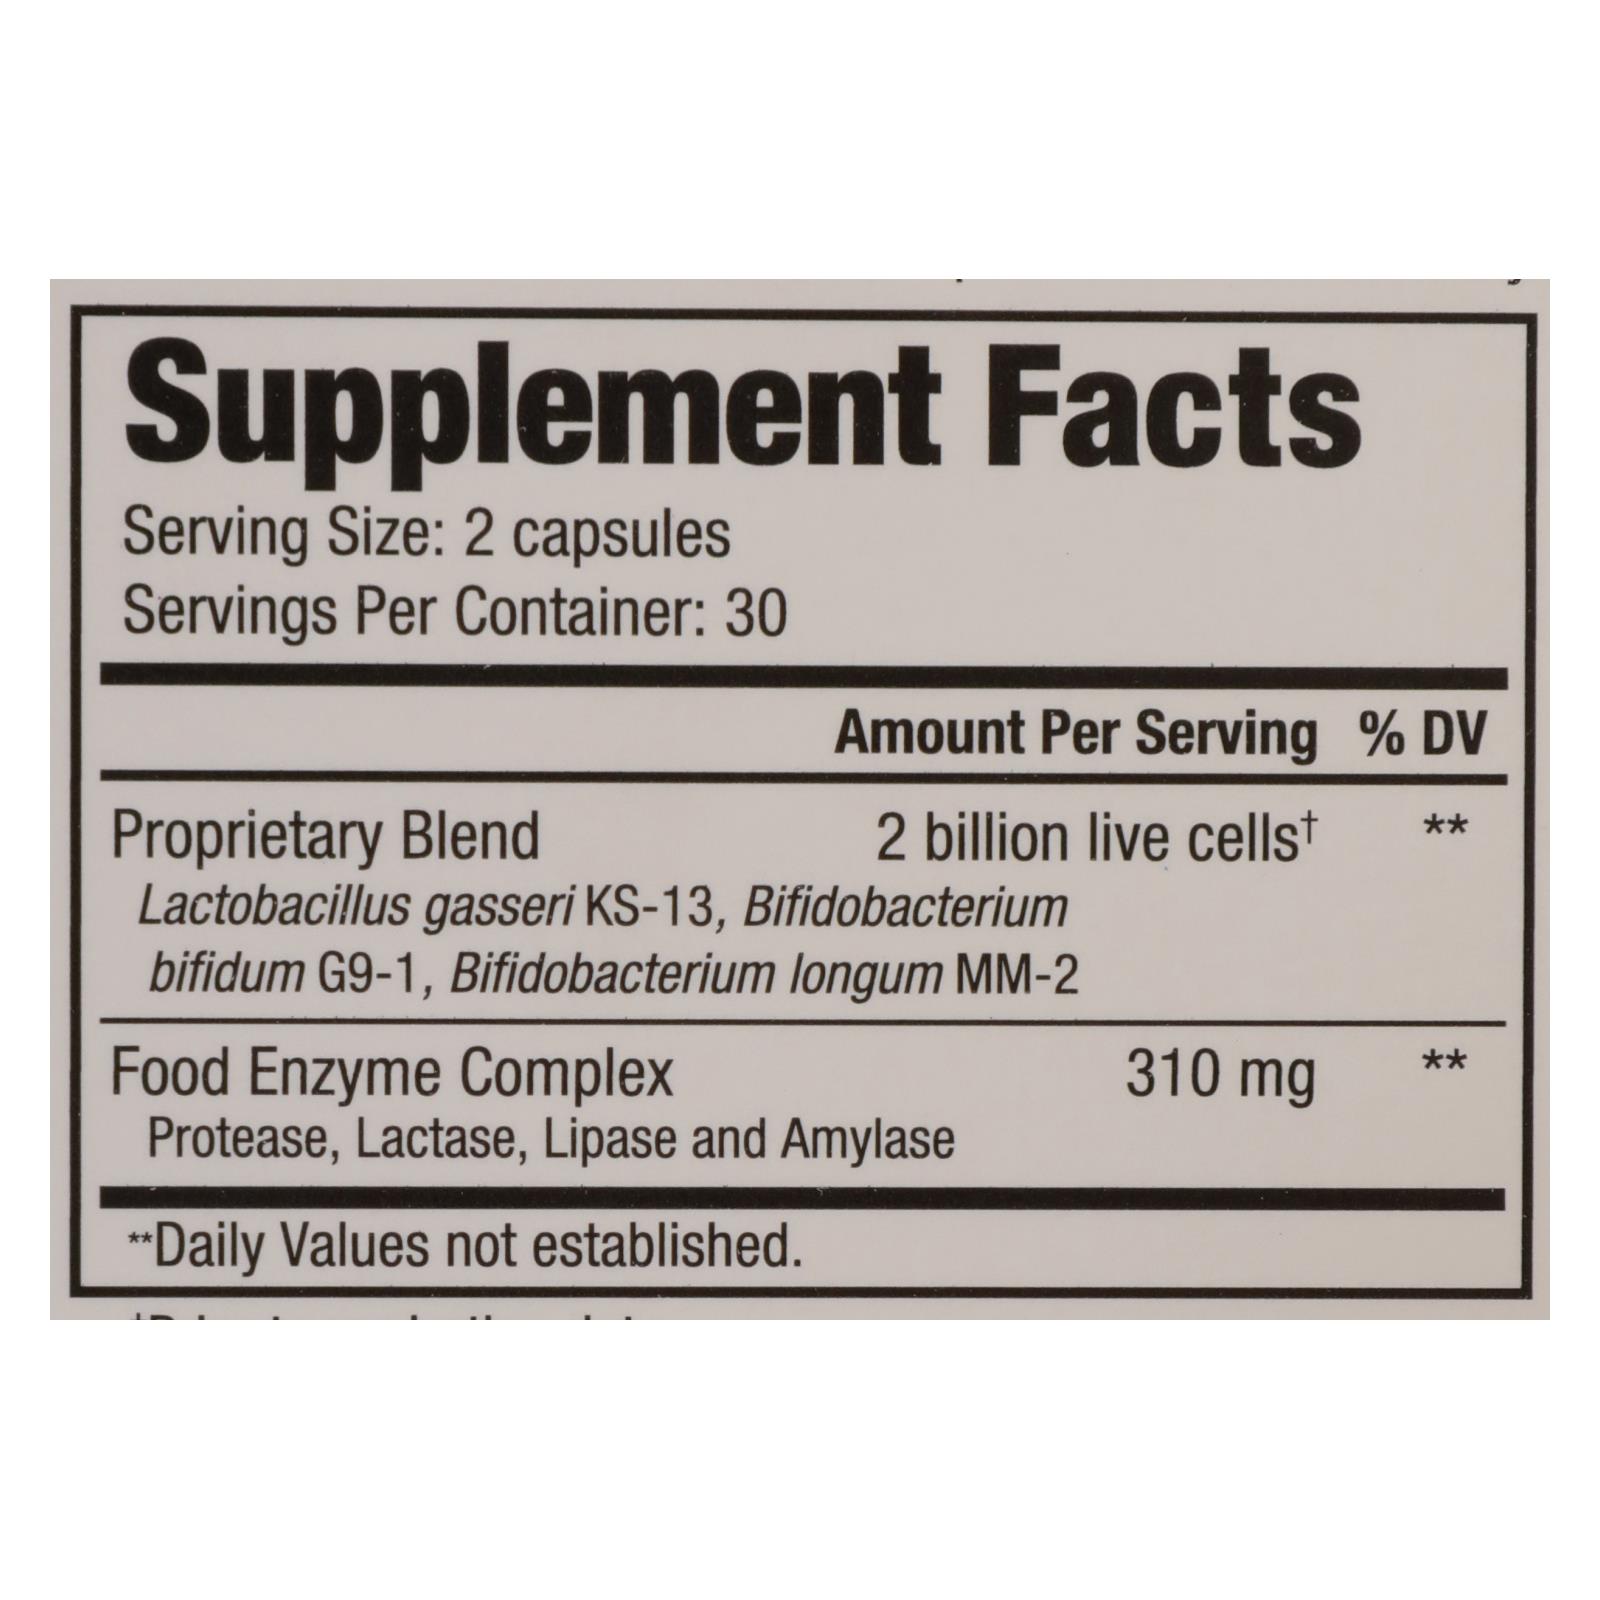 Supplement Facts
Serving Size: 2 capsules
Servings Per Container: 30
Amount Per Serving % DV
Proprietary Blend 2 billion live cells† **
Lactobacillus gasseri KS-13, Bifidobacterium
bifidum G9-1, Bifidobacterium longum MM-2
Food Enzyme Complex 310 mg **
Protease, Lactase, Lipase and Amylase
**Daily Values not established.